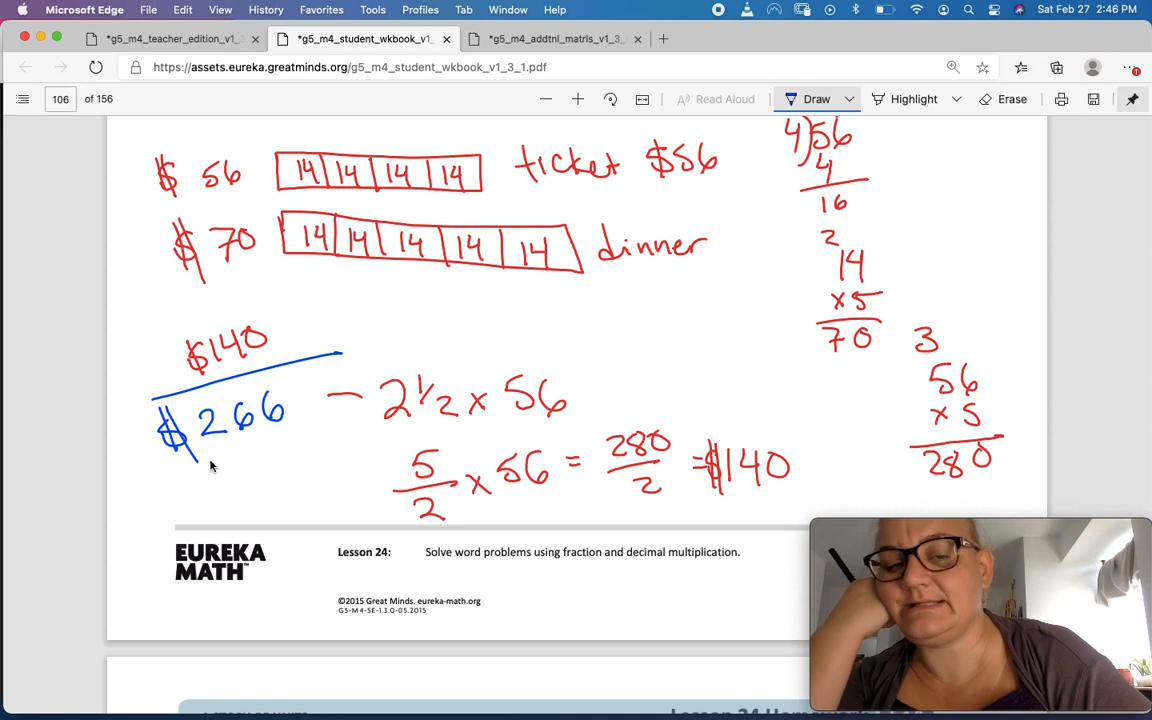 Microsoft Edge File Edit View History Favorites Tools Profiles Tab Window Help Sat Feb 27 2:46 PM
*g5_m4_teacher_edition_v1_3 *g5_m4_student_wkbook_v1_ *g5_m4_addtnl_matrls_v1_3_
https://assets.eureka.greatminds.org/g5_m4_student_wkbook_v1_3_1.pdf
106 of 156 Read Aloud Draw Highlight Erase
$ 56 14 14 14 14 ticket $56
4)56
4
16
$ 70 14 14 14 14 14 dinner
2
14
x5
70
$140
3
56
x 5
280
$ 266 - 2 1/2 x 56
5/2 x 56 = 280/2 = $140
EUREKA
MATH™
Lesson 24: Solve word problems using fraction and decimal multiplication.
©2015 Great Minds. eureka-math.org
G5-M4-SE-1.3.0-05.2015